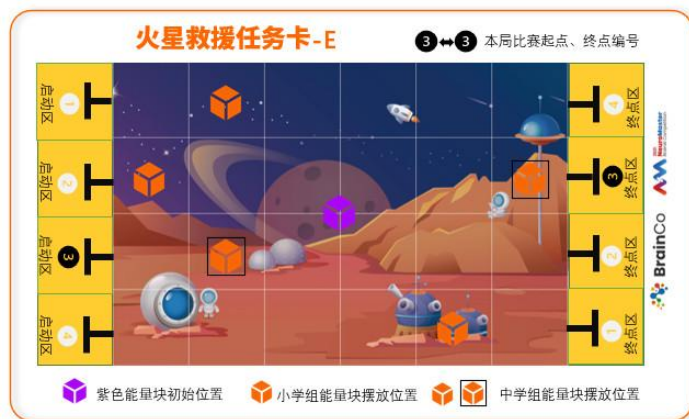 火星救援任务卡-E
3 3 本局比赛起点、终点编号
启动区 1
启动区 2
启动区 3
启动区 4
4 终点区
3 终点区
2 终点区
1 终点区
NeuroMaster
BrainCo
紫色能量块初始位置
小学组能量块摆放位置
中学组能量块摆放位置